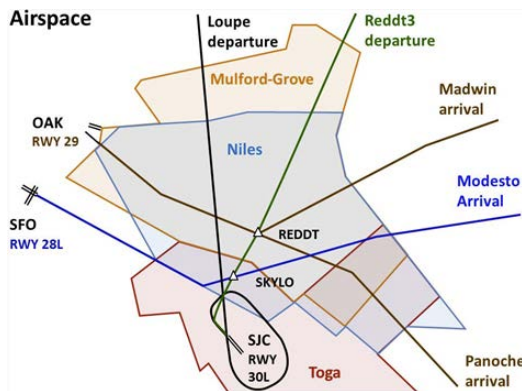 Airspace
Loupe
departure
Reddt3
departure
Mulford-Grove
Madwin
arrival
OAK
RWY 29
Niles
Modesto
Arrival
SFO
RWY 28L
REDDT
SKYLO
SJC
RWY
30L
Toga
Panoche
arrival